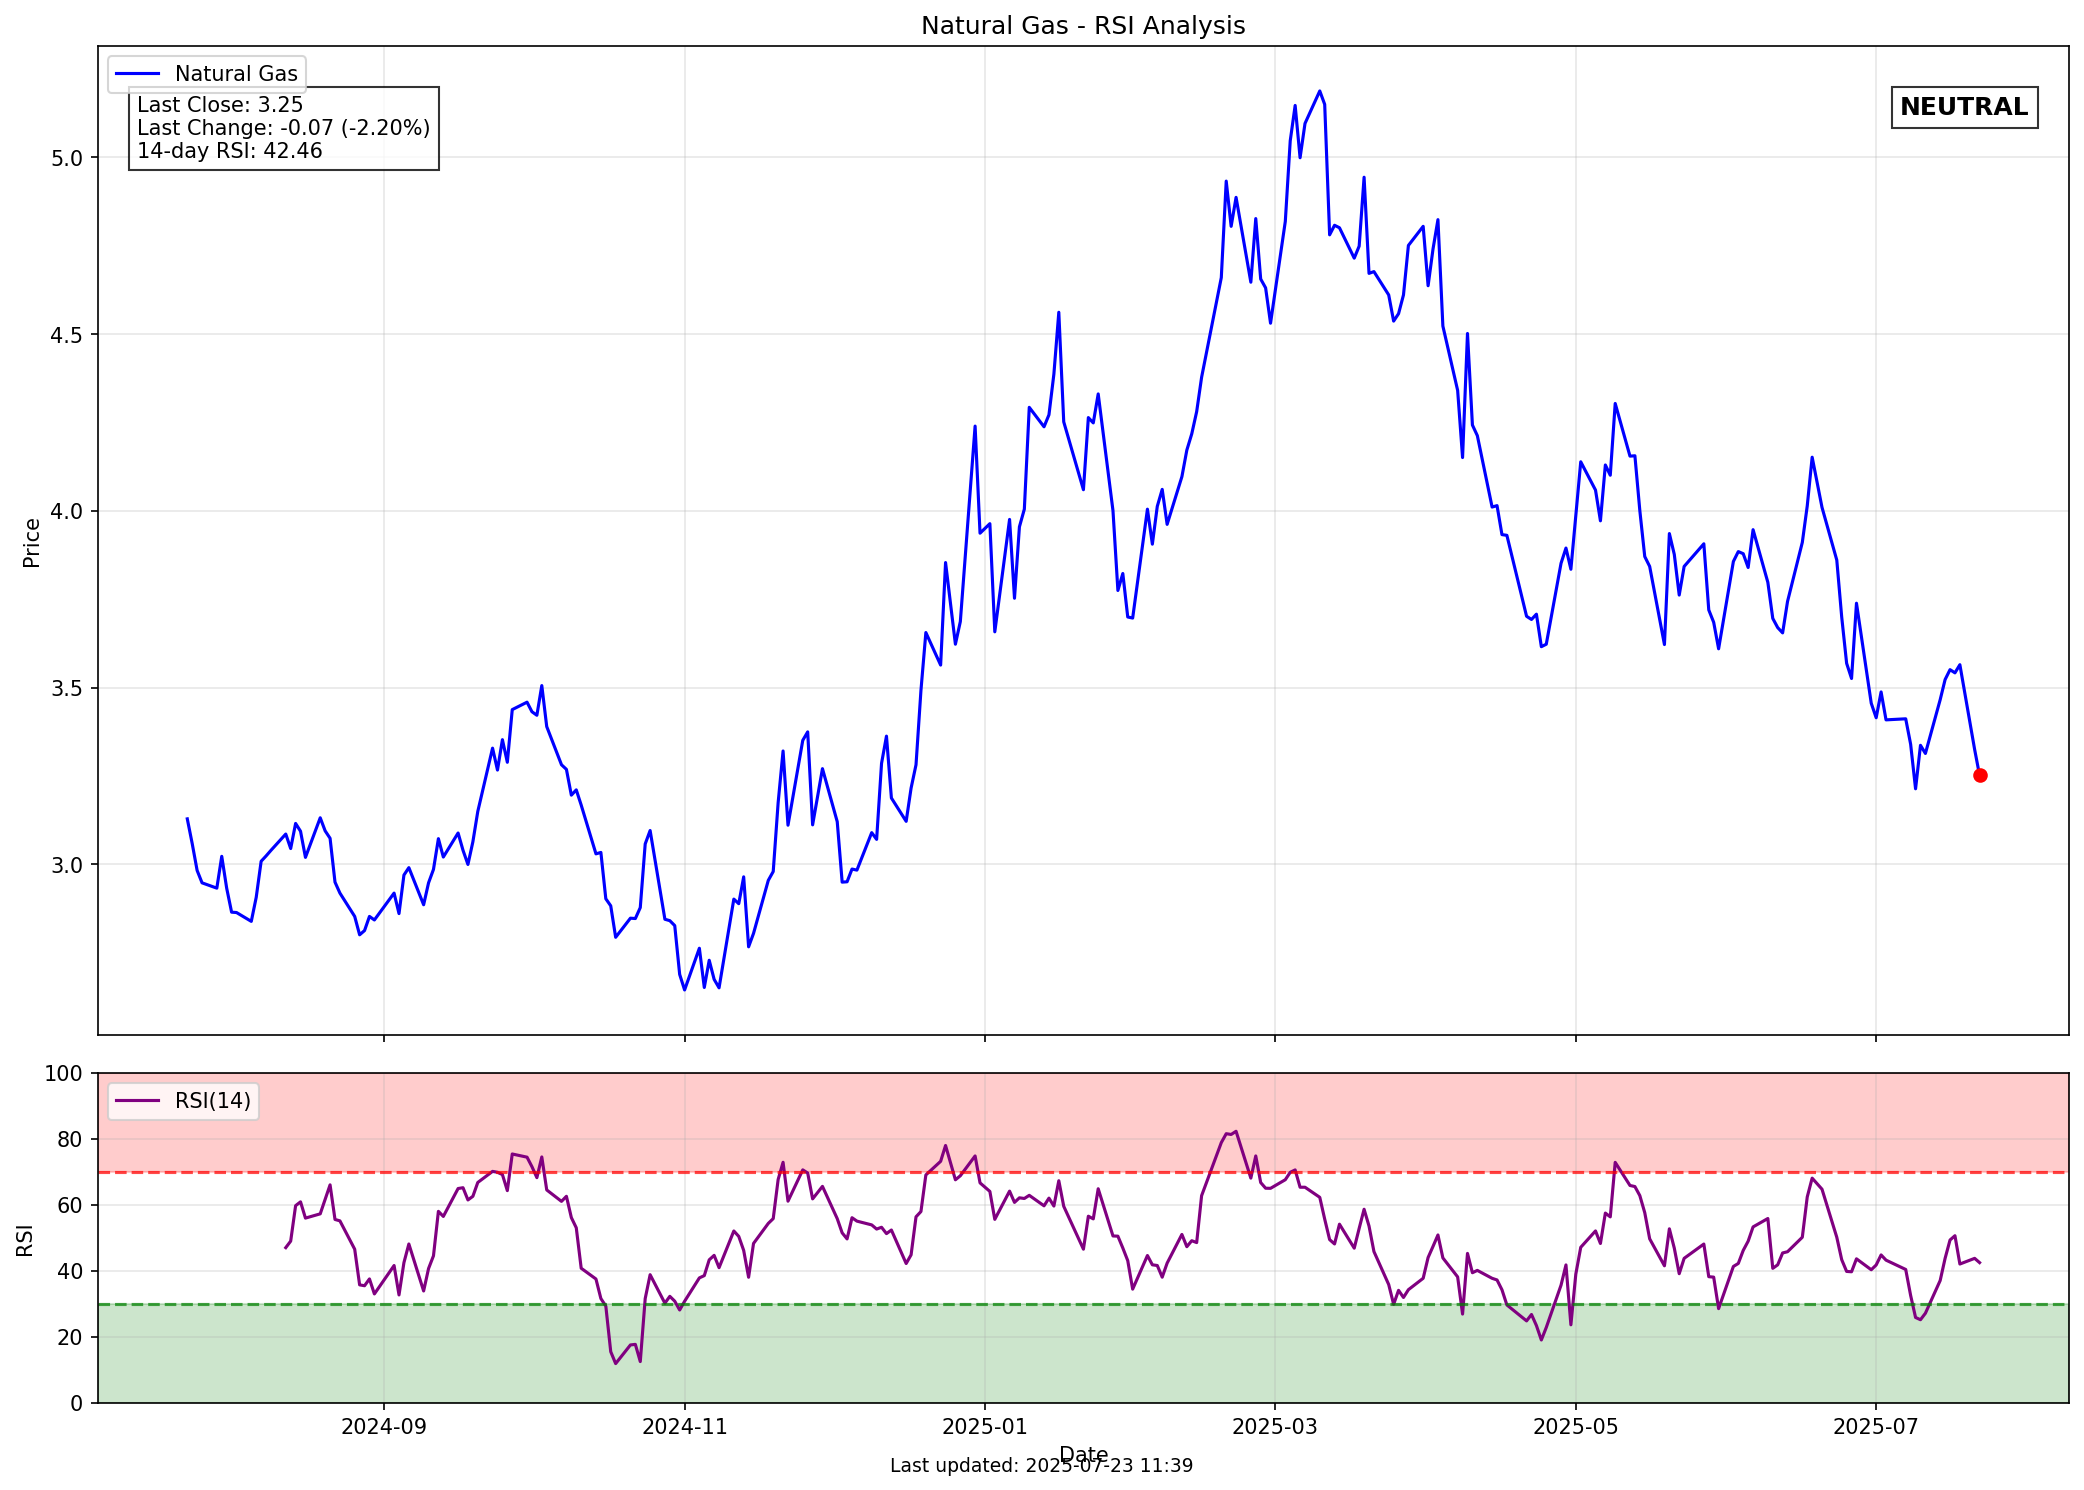 Natural Gas - RSI Analysis
Natural Gas
Last Close: 3.25
Last Change: -0.07 (-2.20%)
14-day RSI: 42.46
NEUTRAL
Price
5.0
4.5
4.0
3.5
3.0
RSI(14)
RSI
100
80
60
40
20
0
2024-09
2024-11
2025-01
2025-03
2025-05
2025-07
Date
Last updated: 2025-07-23 11:39